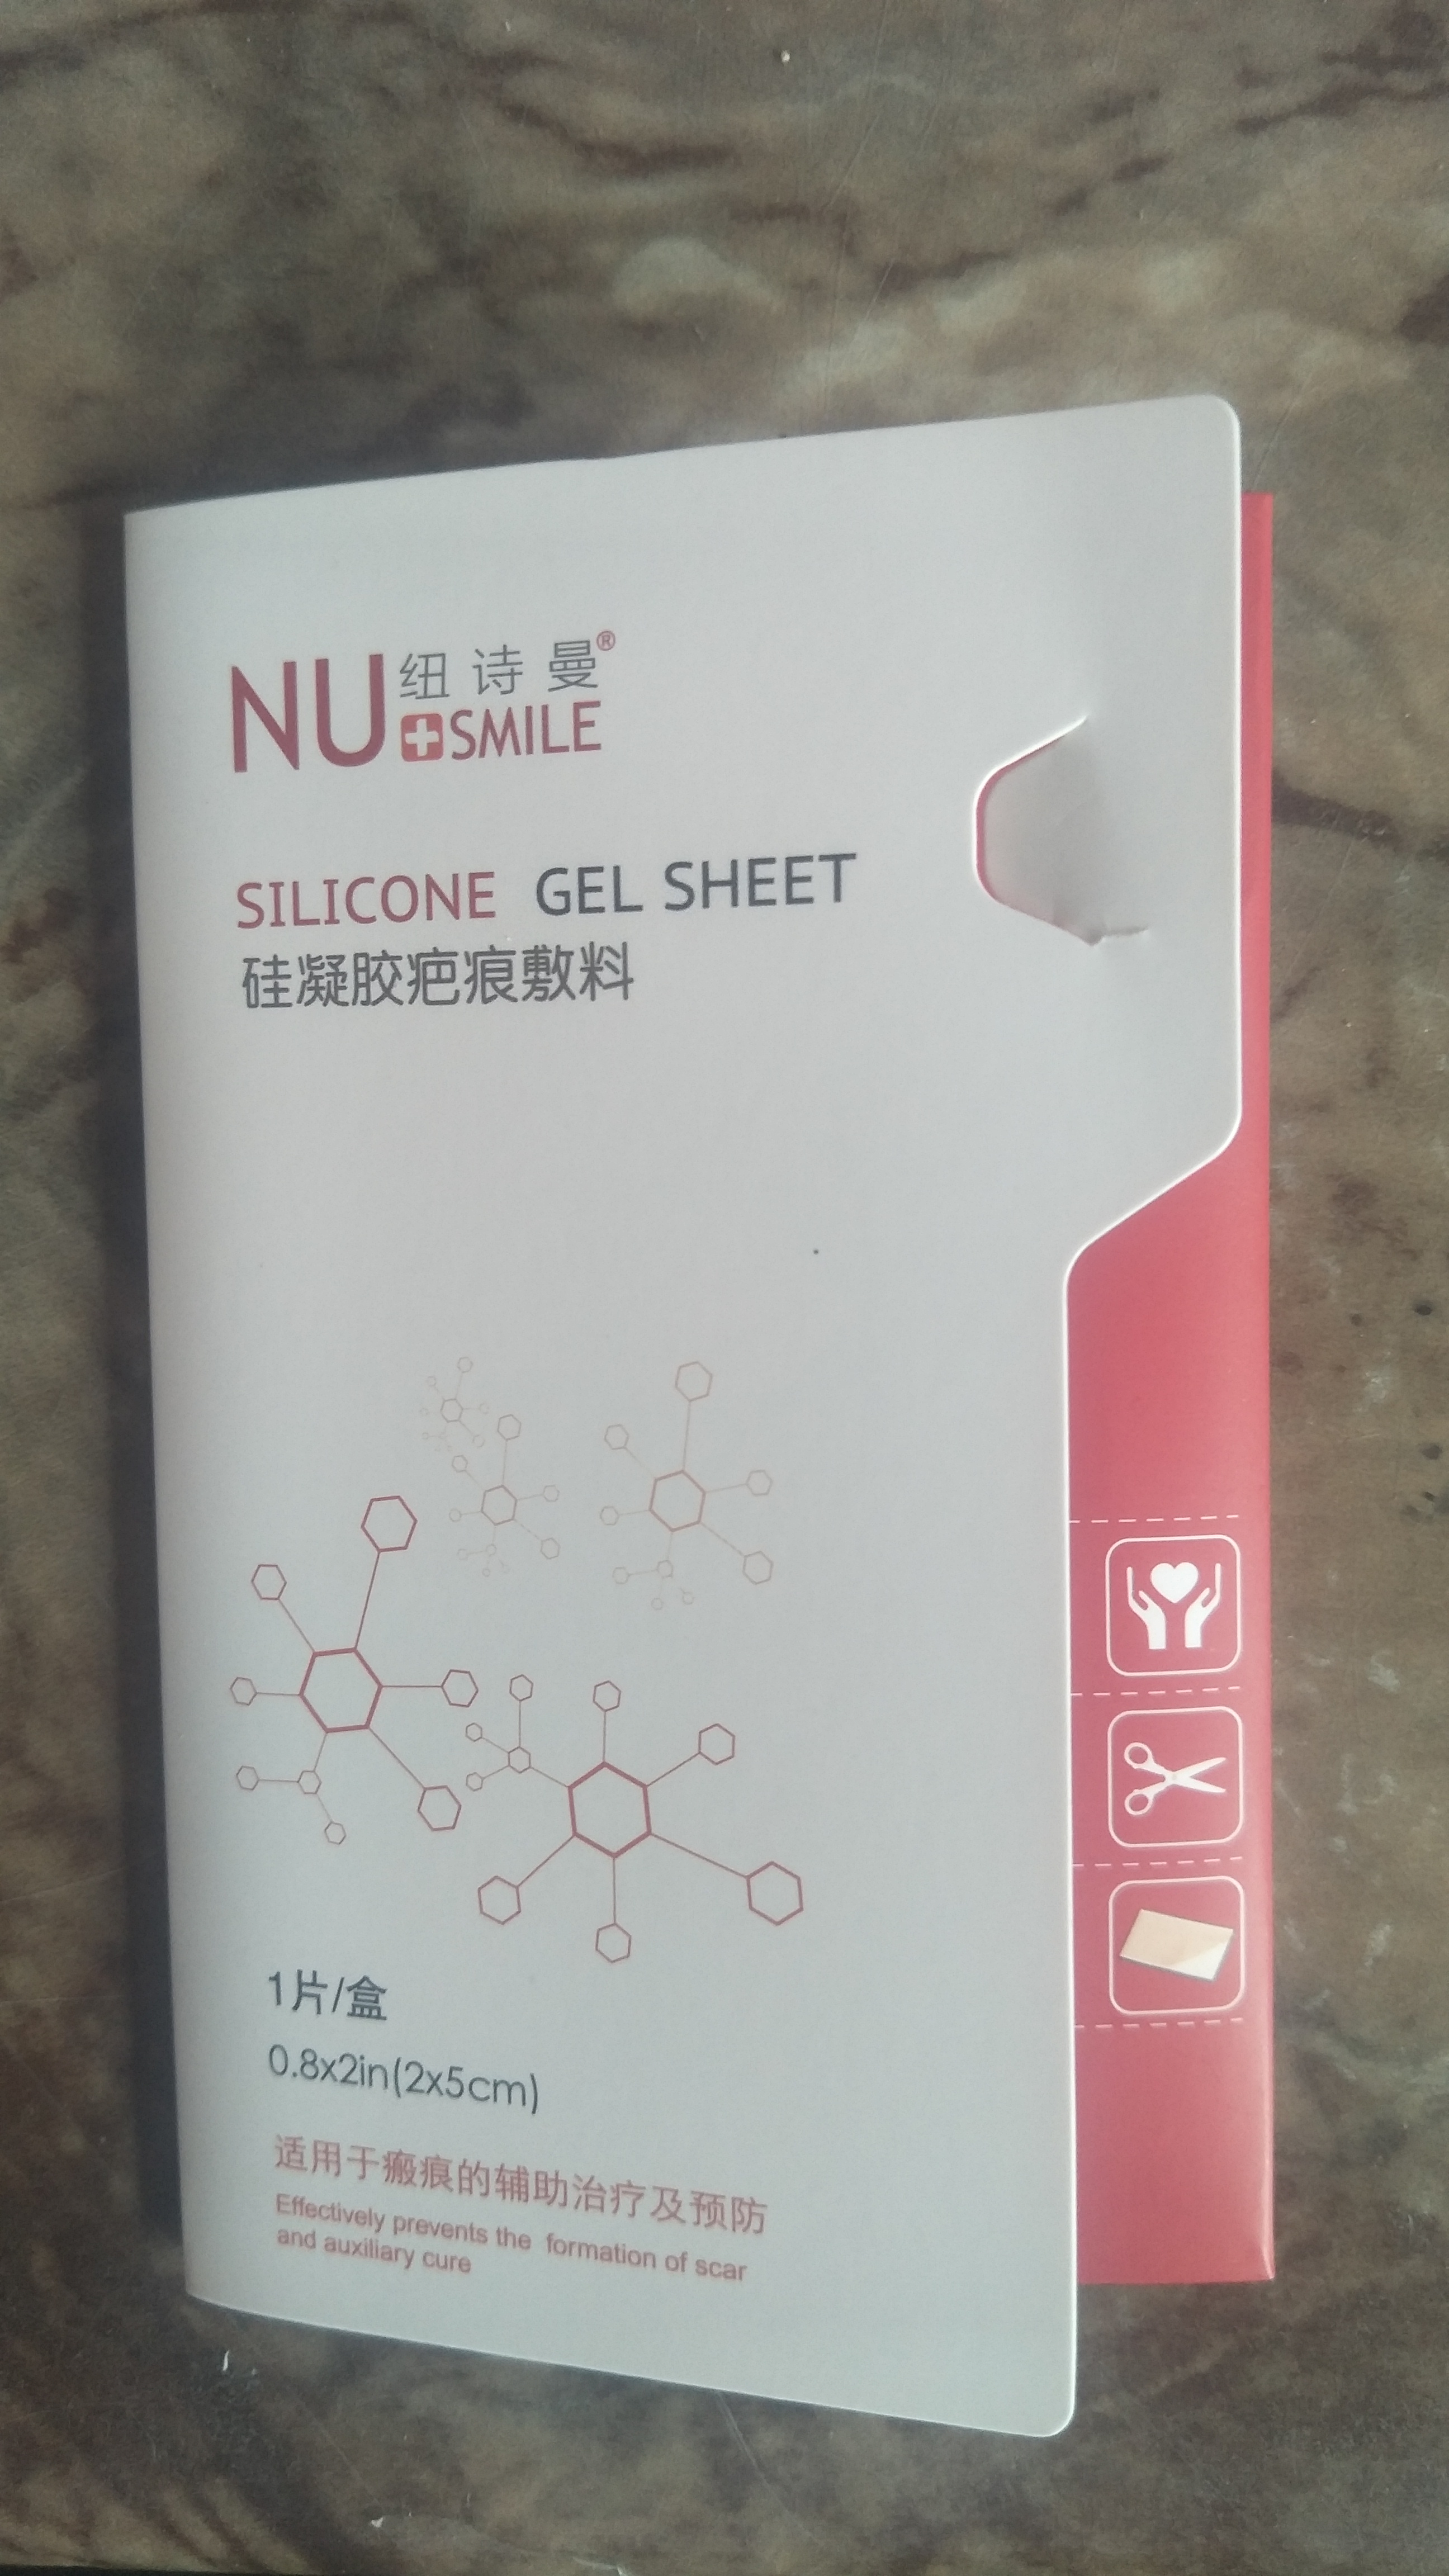 NU 纽诗曼®
SMILE
SILICONE GEL SHEET
硅凝胶疤痕敷料
1片/盒
0.8x2in(2x5cm)
适用于瘢痕的辅助治疗及预防
Effectively prevents the formation of scar
and auxiliary cure